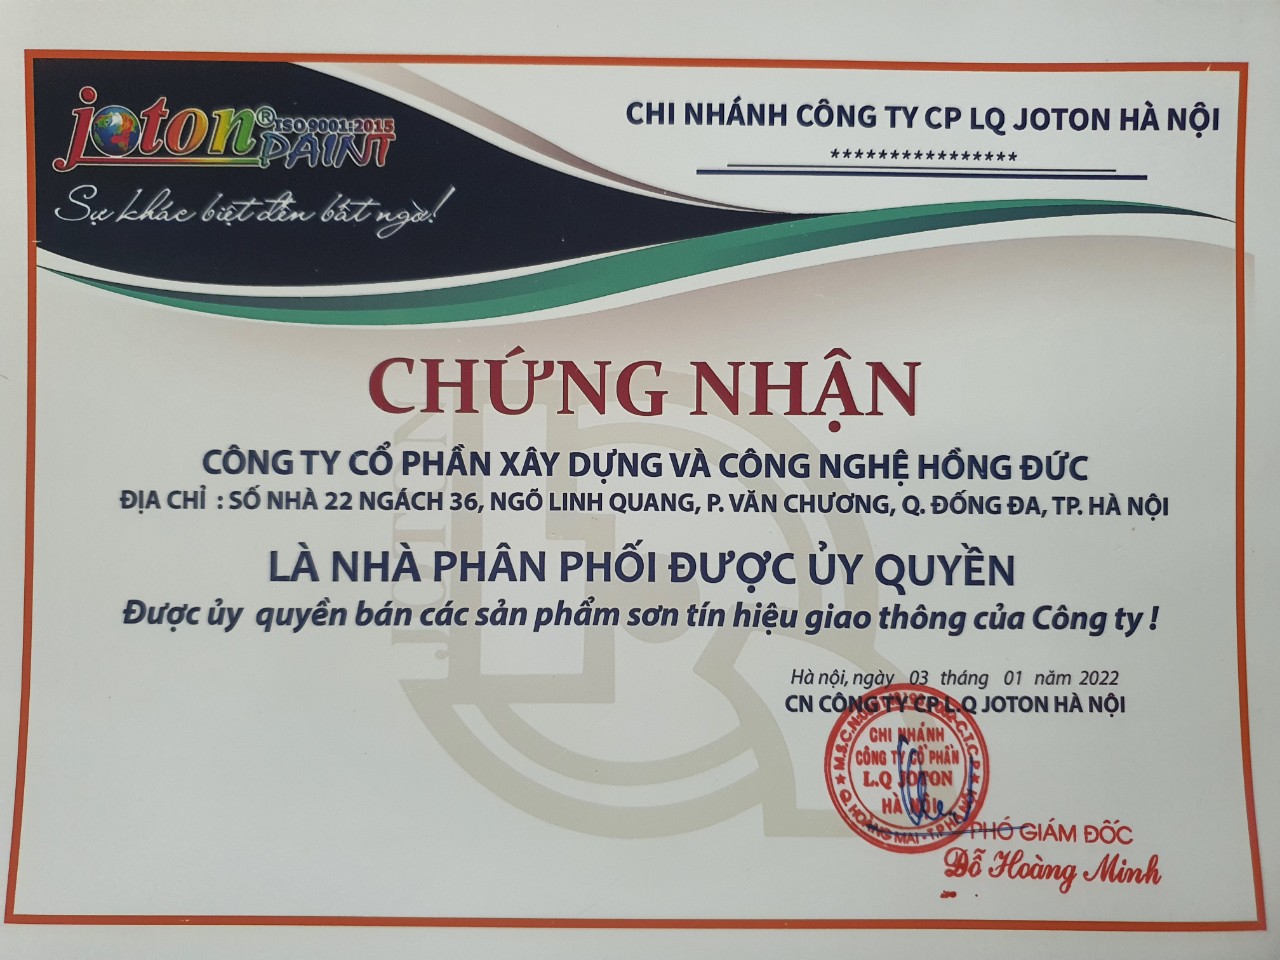 joton® ISO 9001:2015
PAINT
Sự khác biệt đến bất ngờ!
CHI NHÁNH CÔNG TY CP LQ JOTON HÀ NỘI
****************
CHỨNG NHẬN
CÔNG TY CỔ PHẦN XÂY DỰNG VÀ CÔNG NGHỆ HỒNG ĐỨC
ĐỊA CHỈ : SỐ NHÀ 22 NGÁCH 36, NGÕ LINH QUANG, P. VĂN CHƯƠNG, Q. ĐỐNG ĐA, TP. HÀ NỘI
LÀ NHÀ PHÂN PHỐI ĐƯỢC ỦY QUYỀN
Được ủy quyền bán các sản phẩm sơn tín hiệu giao thông của Công ty !
JOTON
Hà nội, ngày 03 tháng 01 năm 2022
CN CÔNG TY CP L.Q JOTON HÀ NỘI
CHI NHÁNH
CÔNG TY CỔ PHẦN
L.Q JOTON
HÀ NỘI
Q. HOÀNG MAI - T.P HÀ NỘI
PHÓ GIÁM ĐỐC
Đỗ Hoàng Minh